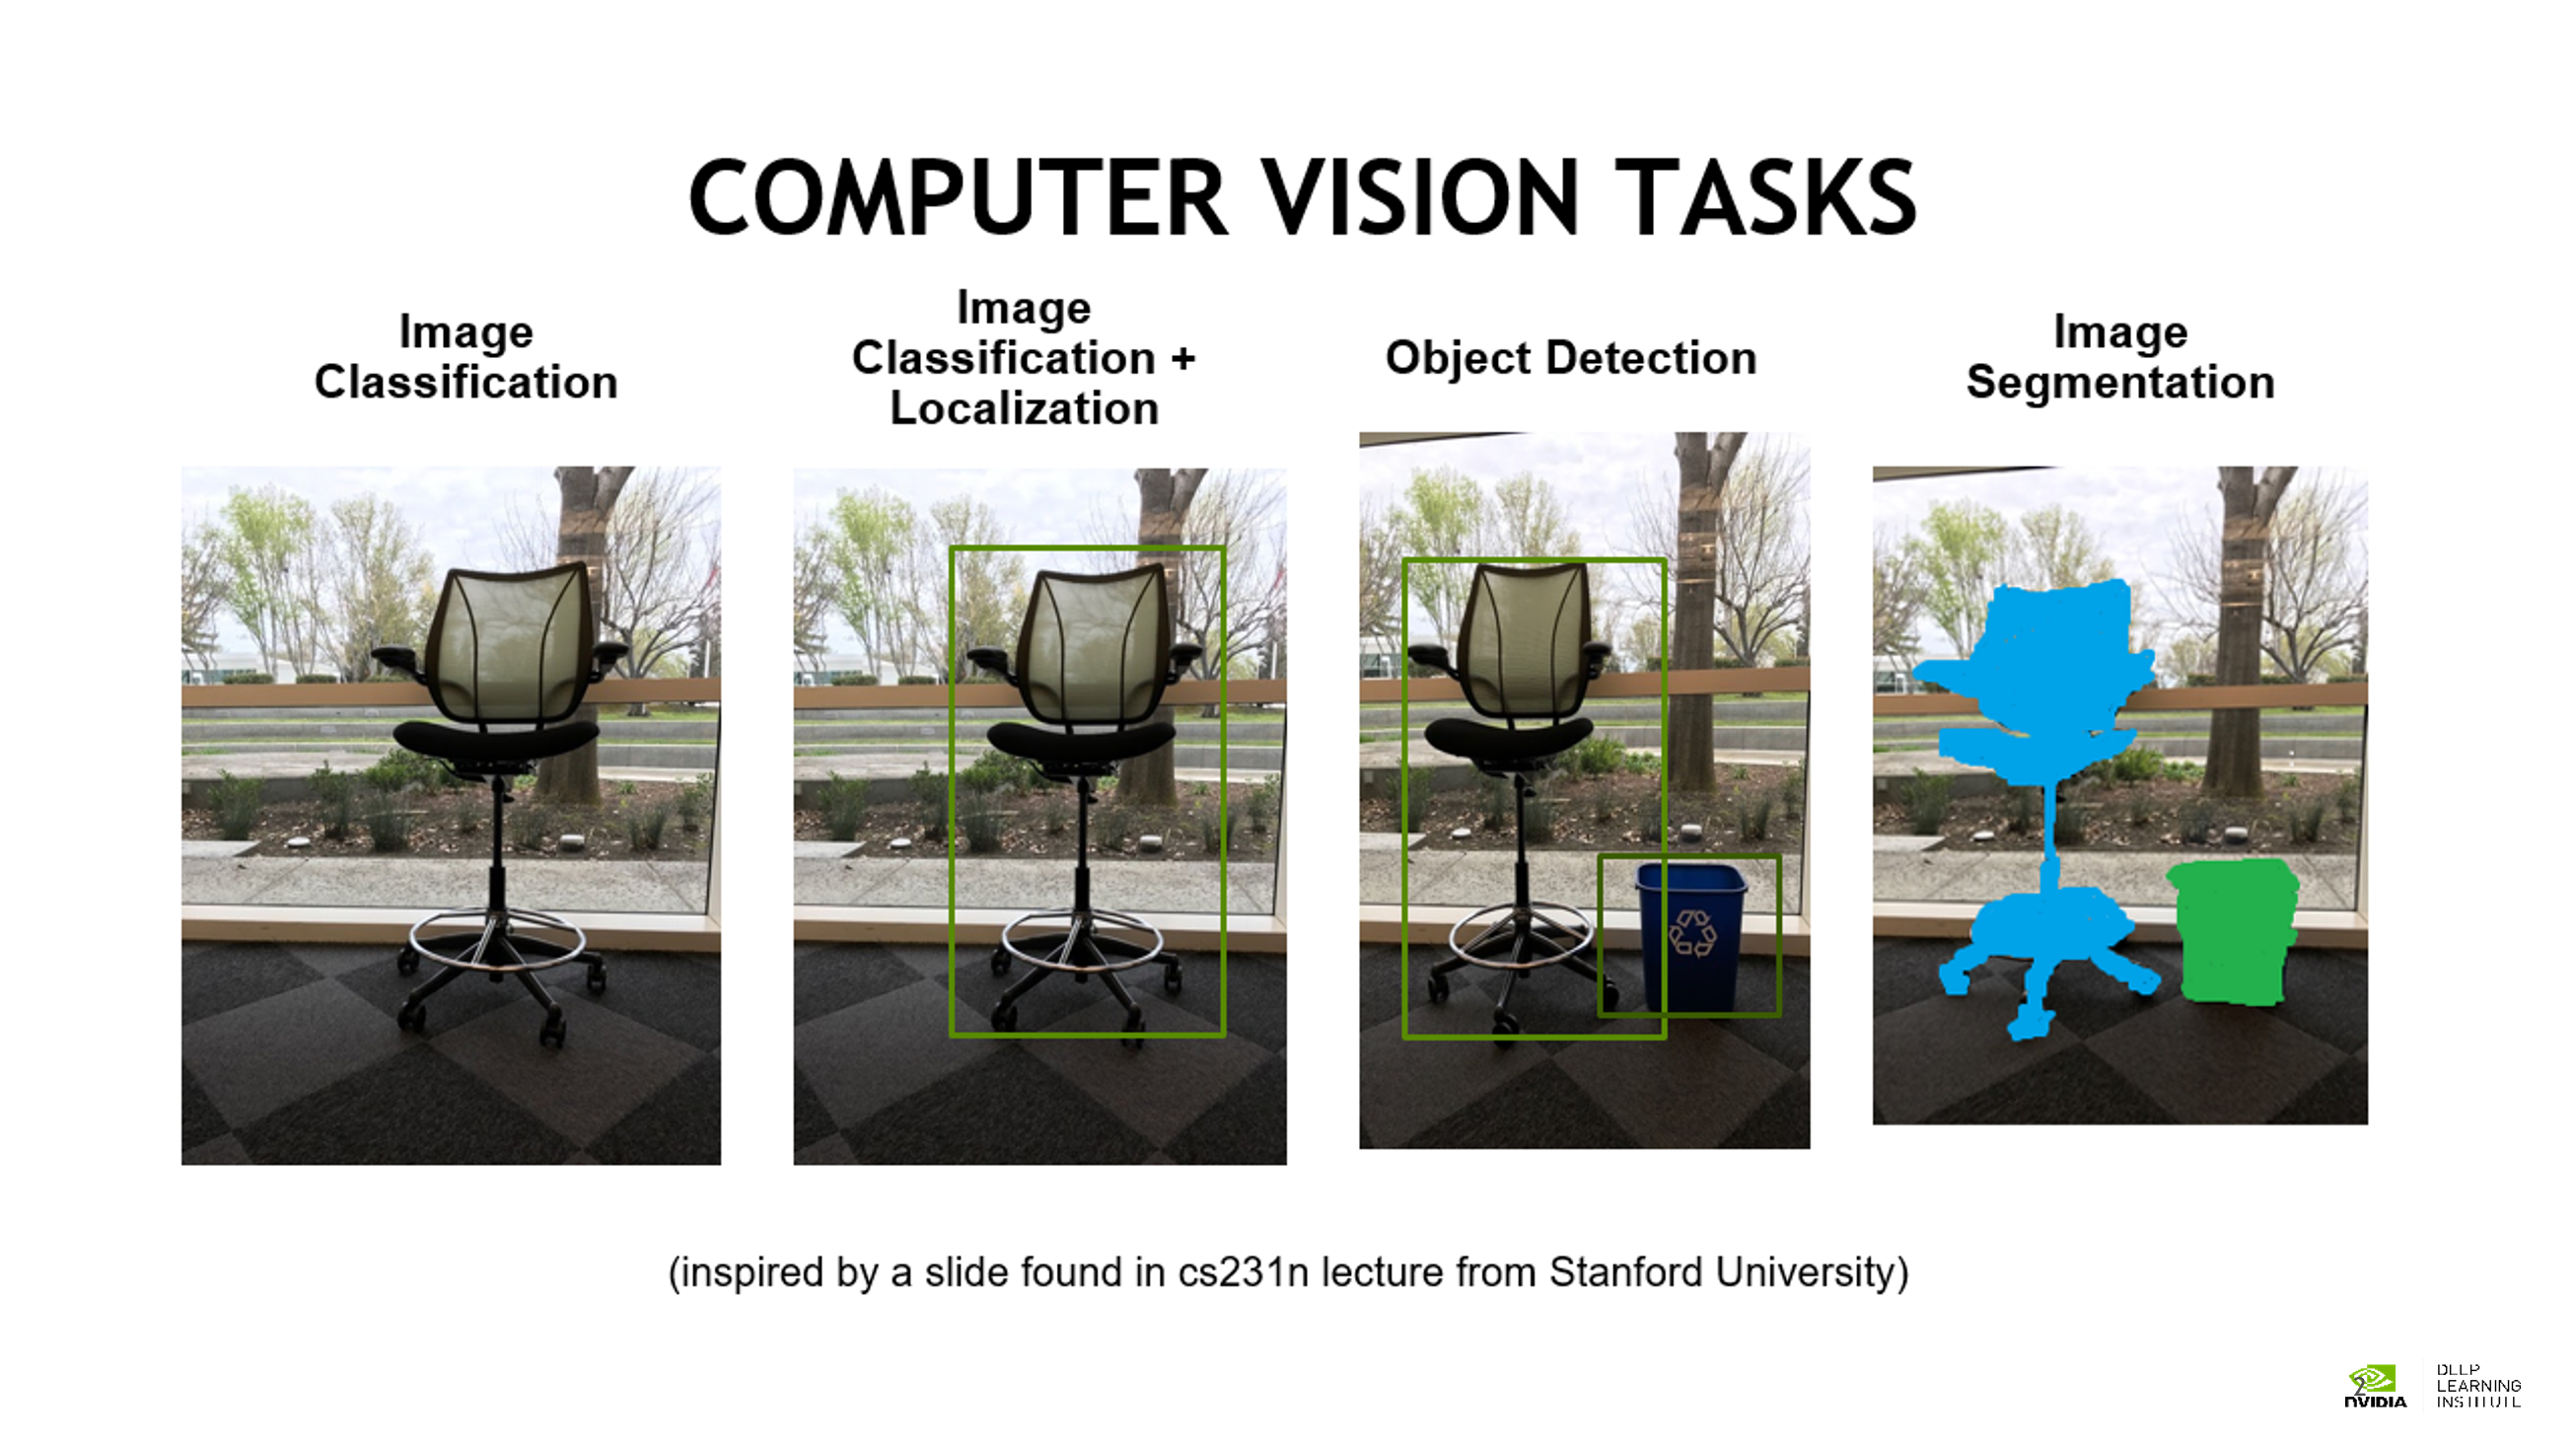 COMPUTER VISION TASKS
Image
Classification
Image
Classification +
Localization
Object Detection
Image
Segmentation
(inspired by a slide found in cs231n lecture from Stanford University)
2
NVIDIA
DEEP
LEARNING
INSTITUTE